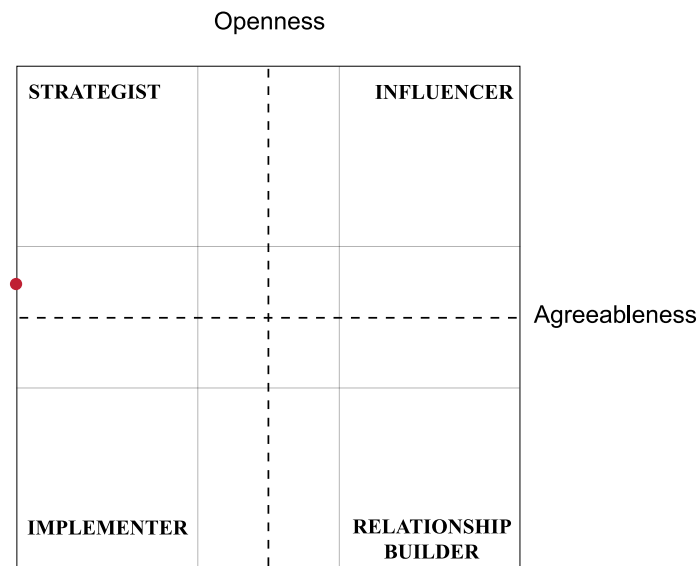 Openness
STRATEGIST
INFLUENCER
Agreeableness
IMPLEMENTER
RELATIONSHIP
BUILDER